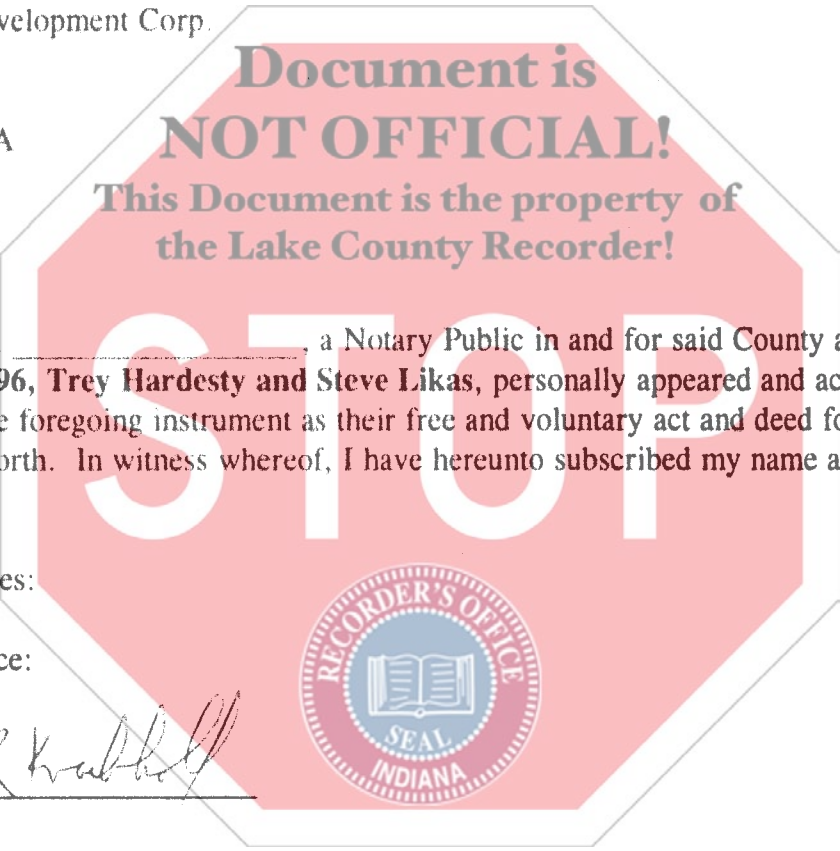 velopment Corp.
Document is
NOT OFFICIAL!
A
This Document is the property of
the Lake County Recorder!
, a Notary Public in and for said County a
96, Trey Hardesty and Steve Likas, personally appeared and ac
e foregoing instrument as their free and voluntary act and deed fo
orth. In witness whereof, I have hereunto subscribed my name a
STOP
es:
ce:
RECORDER'S OFFICE
SEAL
INDIANA